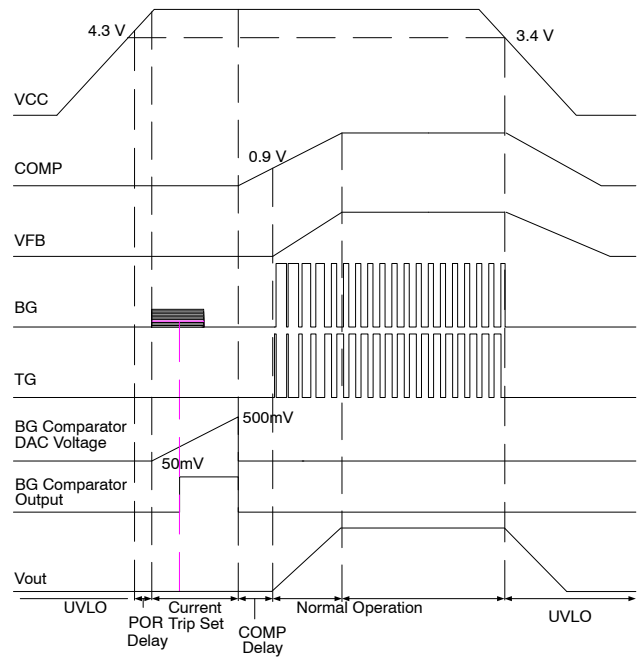 4.3 V
3.4 V
VCC
0.9 V
COMP
VFB
BG
TG
BG Comparator
DAC Voltage
500mV
50mV
BG Comparator
Output
Vout
UVLO
POR
Delay
Current
Trip Set
COMP
Delay
Normal Operation
UVLO